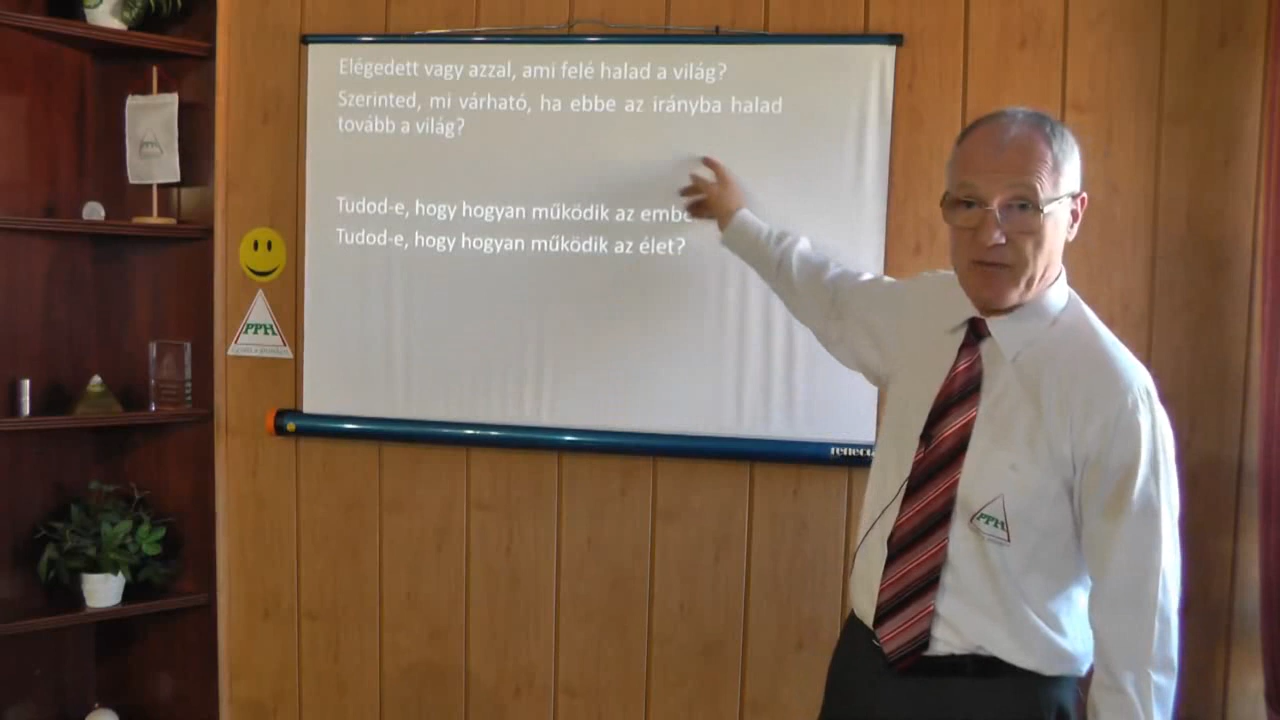 Elégedett vagy azzal, ami felé halad a világ?
Szerinted, mi várható, ha ebbe az irányba halad
tovább a világ?
Tudod-e, hogy hogyan működik az embe
Tudod-e, hogy hogyan működik az élet?
PPH
PPH